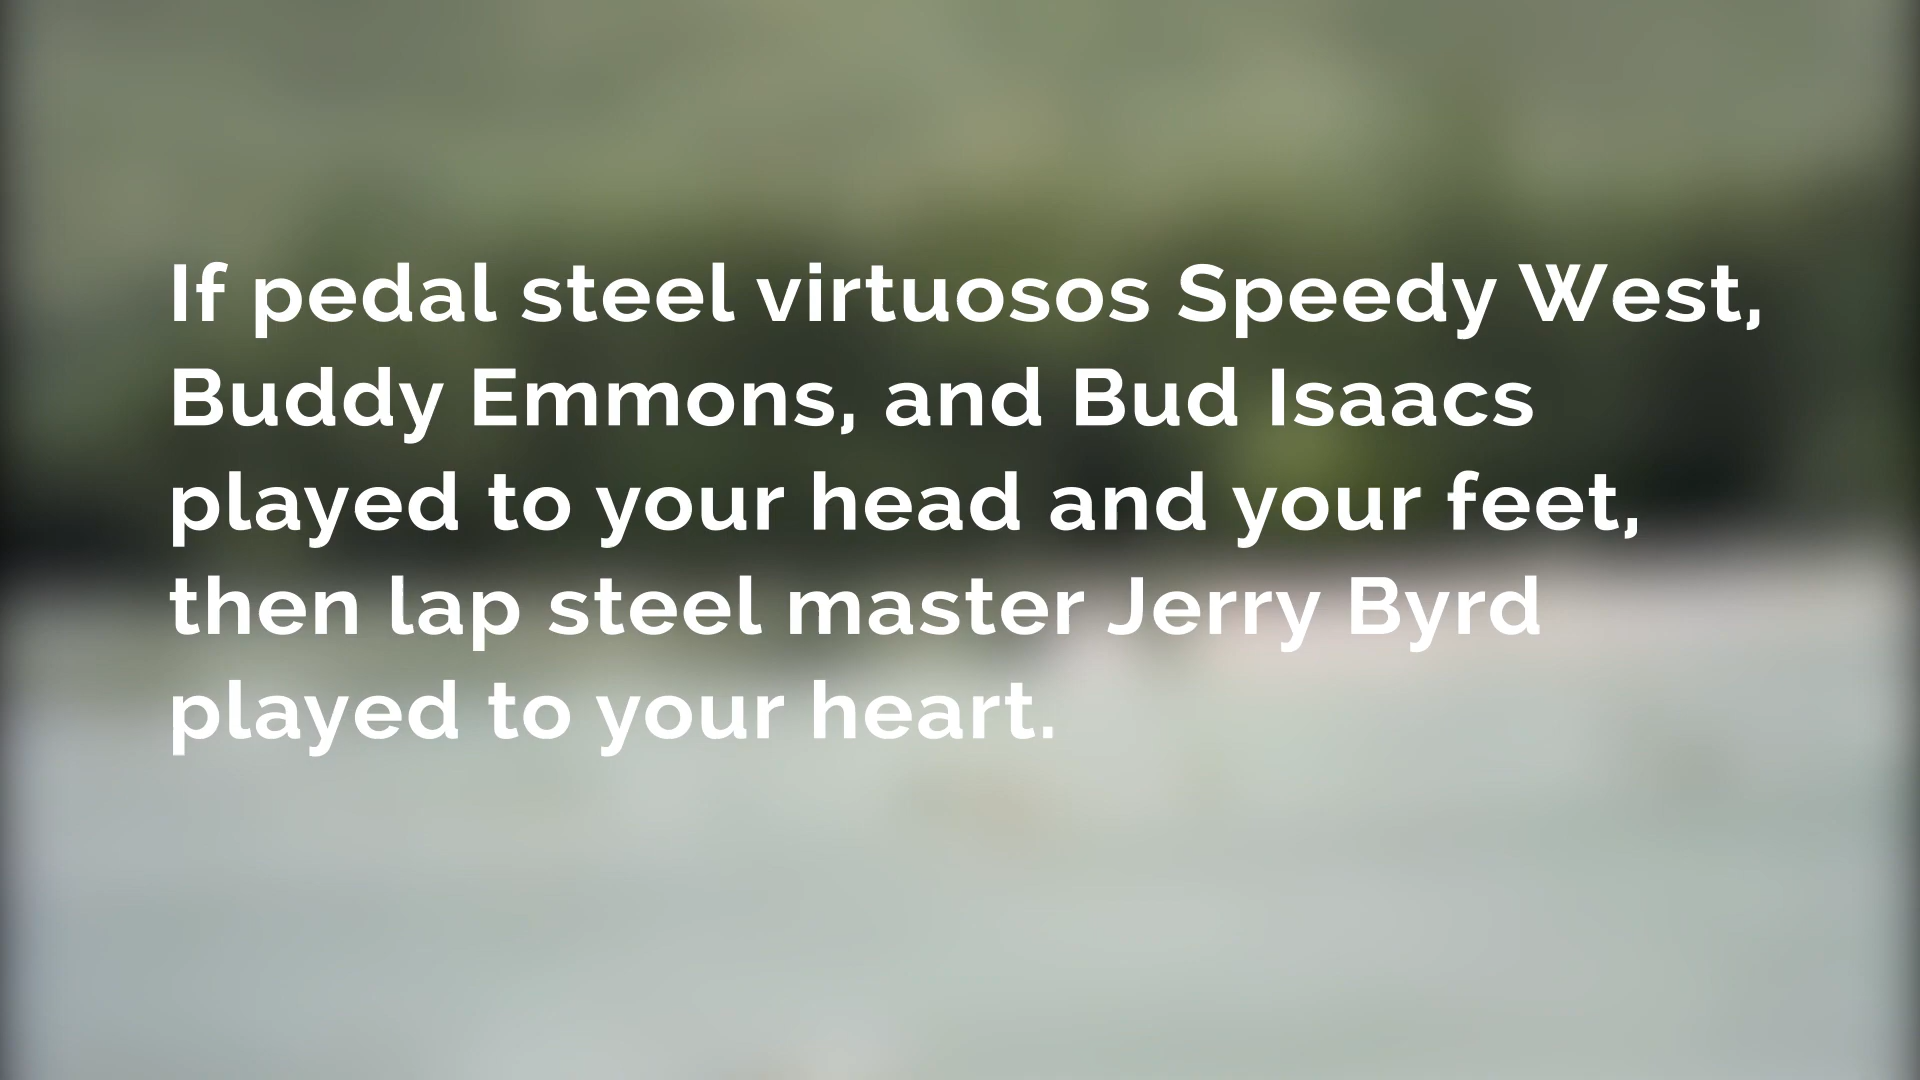 If pedal steel virtuosos Speedy West,
Buddy Emmons, and Bud Isaacs
played to your head and your feet,
then lap steel master Jerry Byrd
played to your heart.